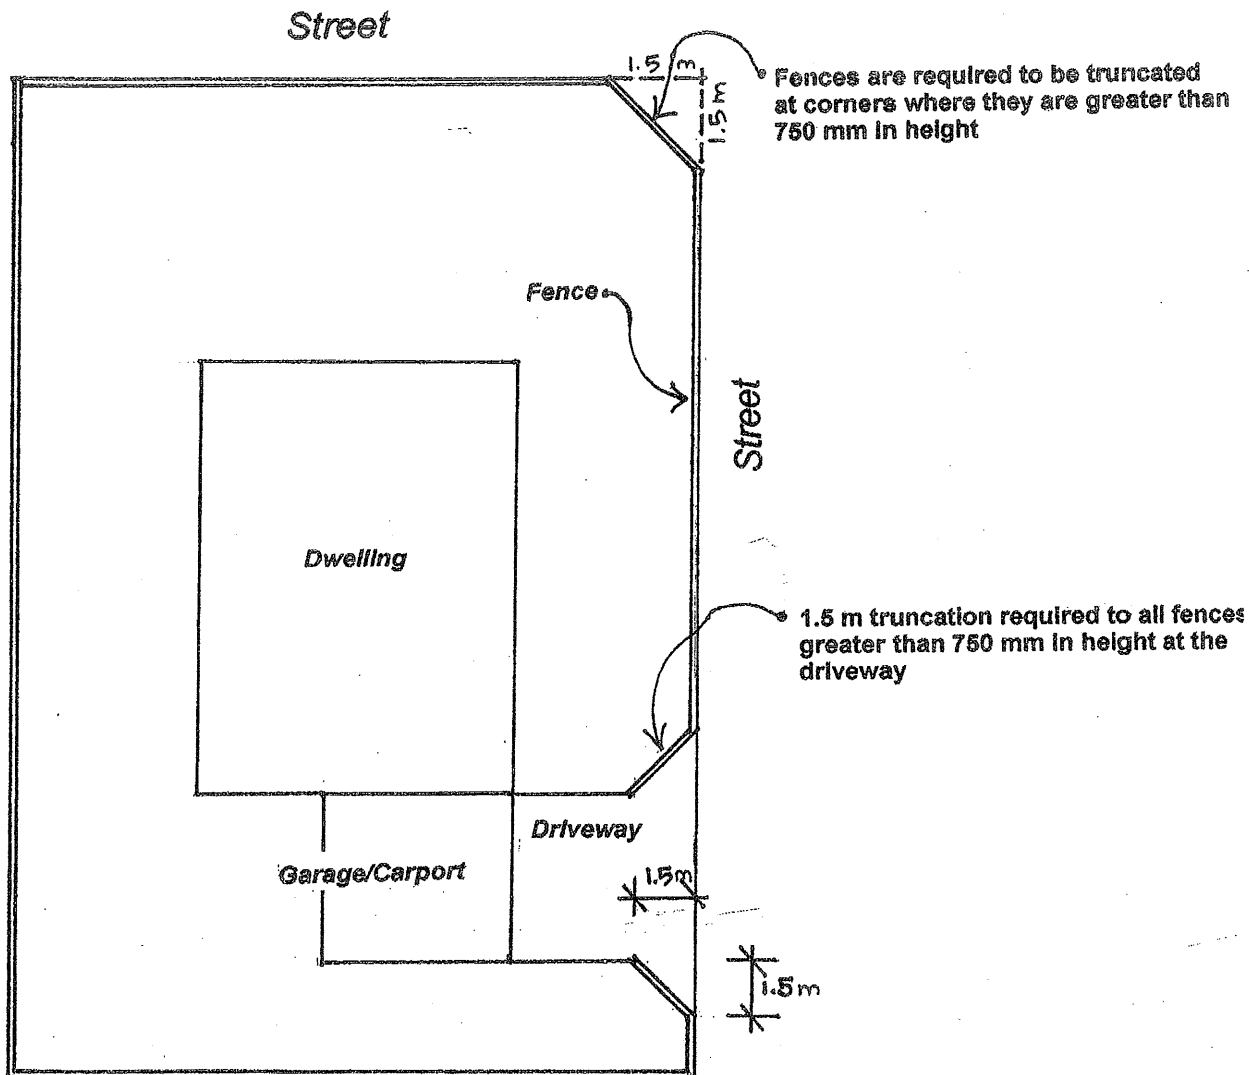 Street
1.5 m
1.5 m
Fences are required to be truncated
at corners where they are greater than
750 mm in height
Fence
Street
Dwelling
1.5 m truncation required to all fences
greater than 750 mm in height at the
driveway
Driveway
Garage/Carport
1.5m
1.5m